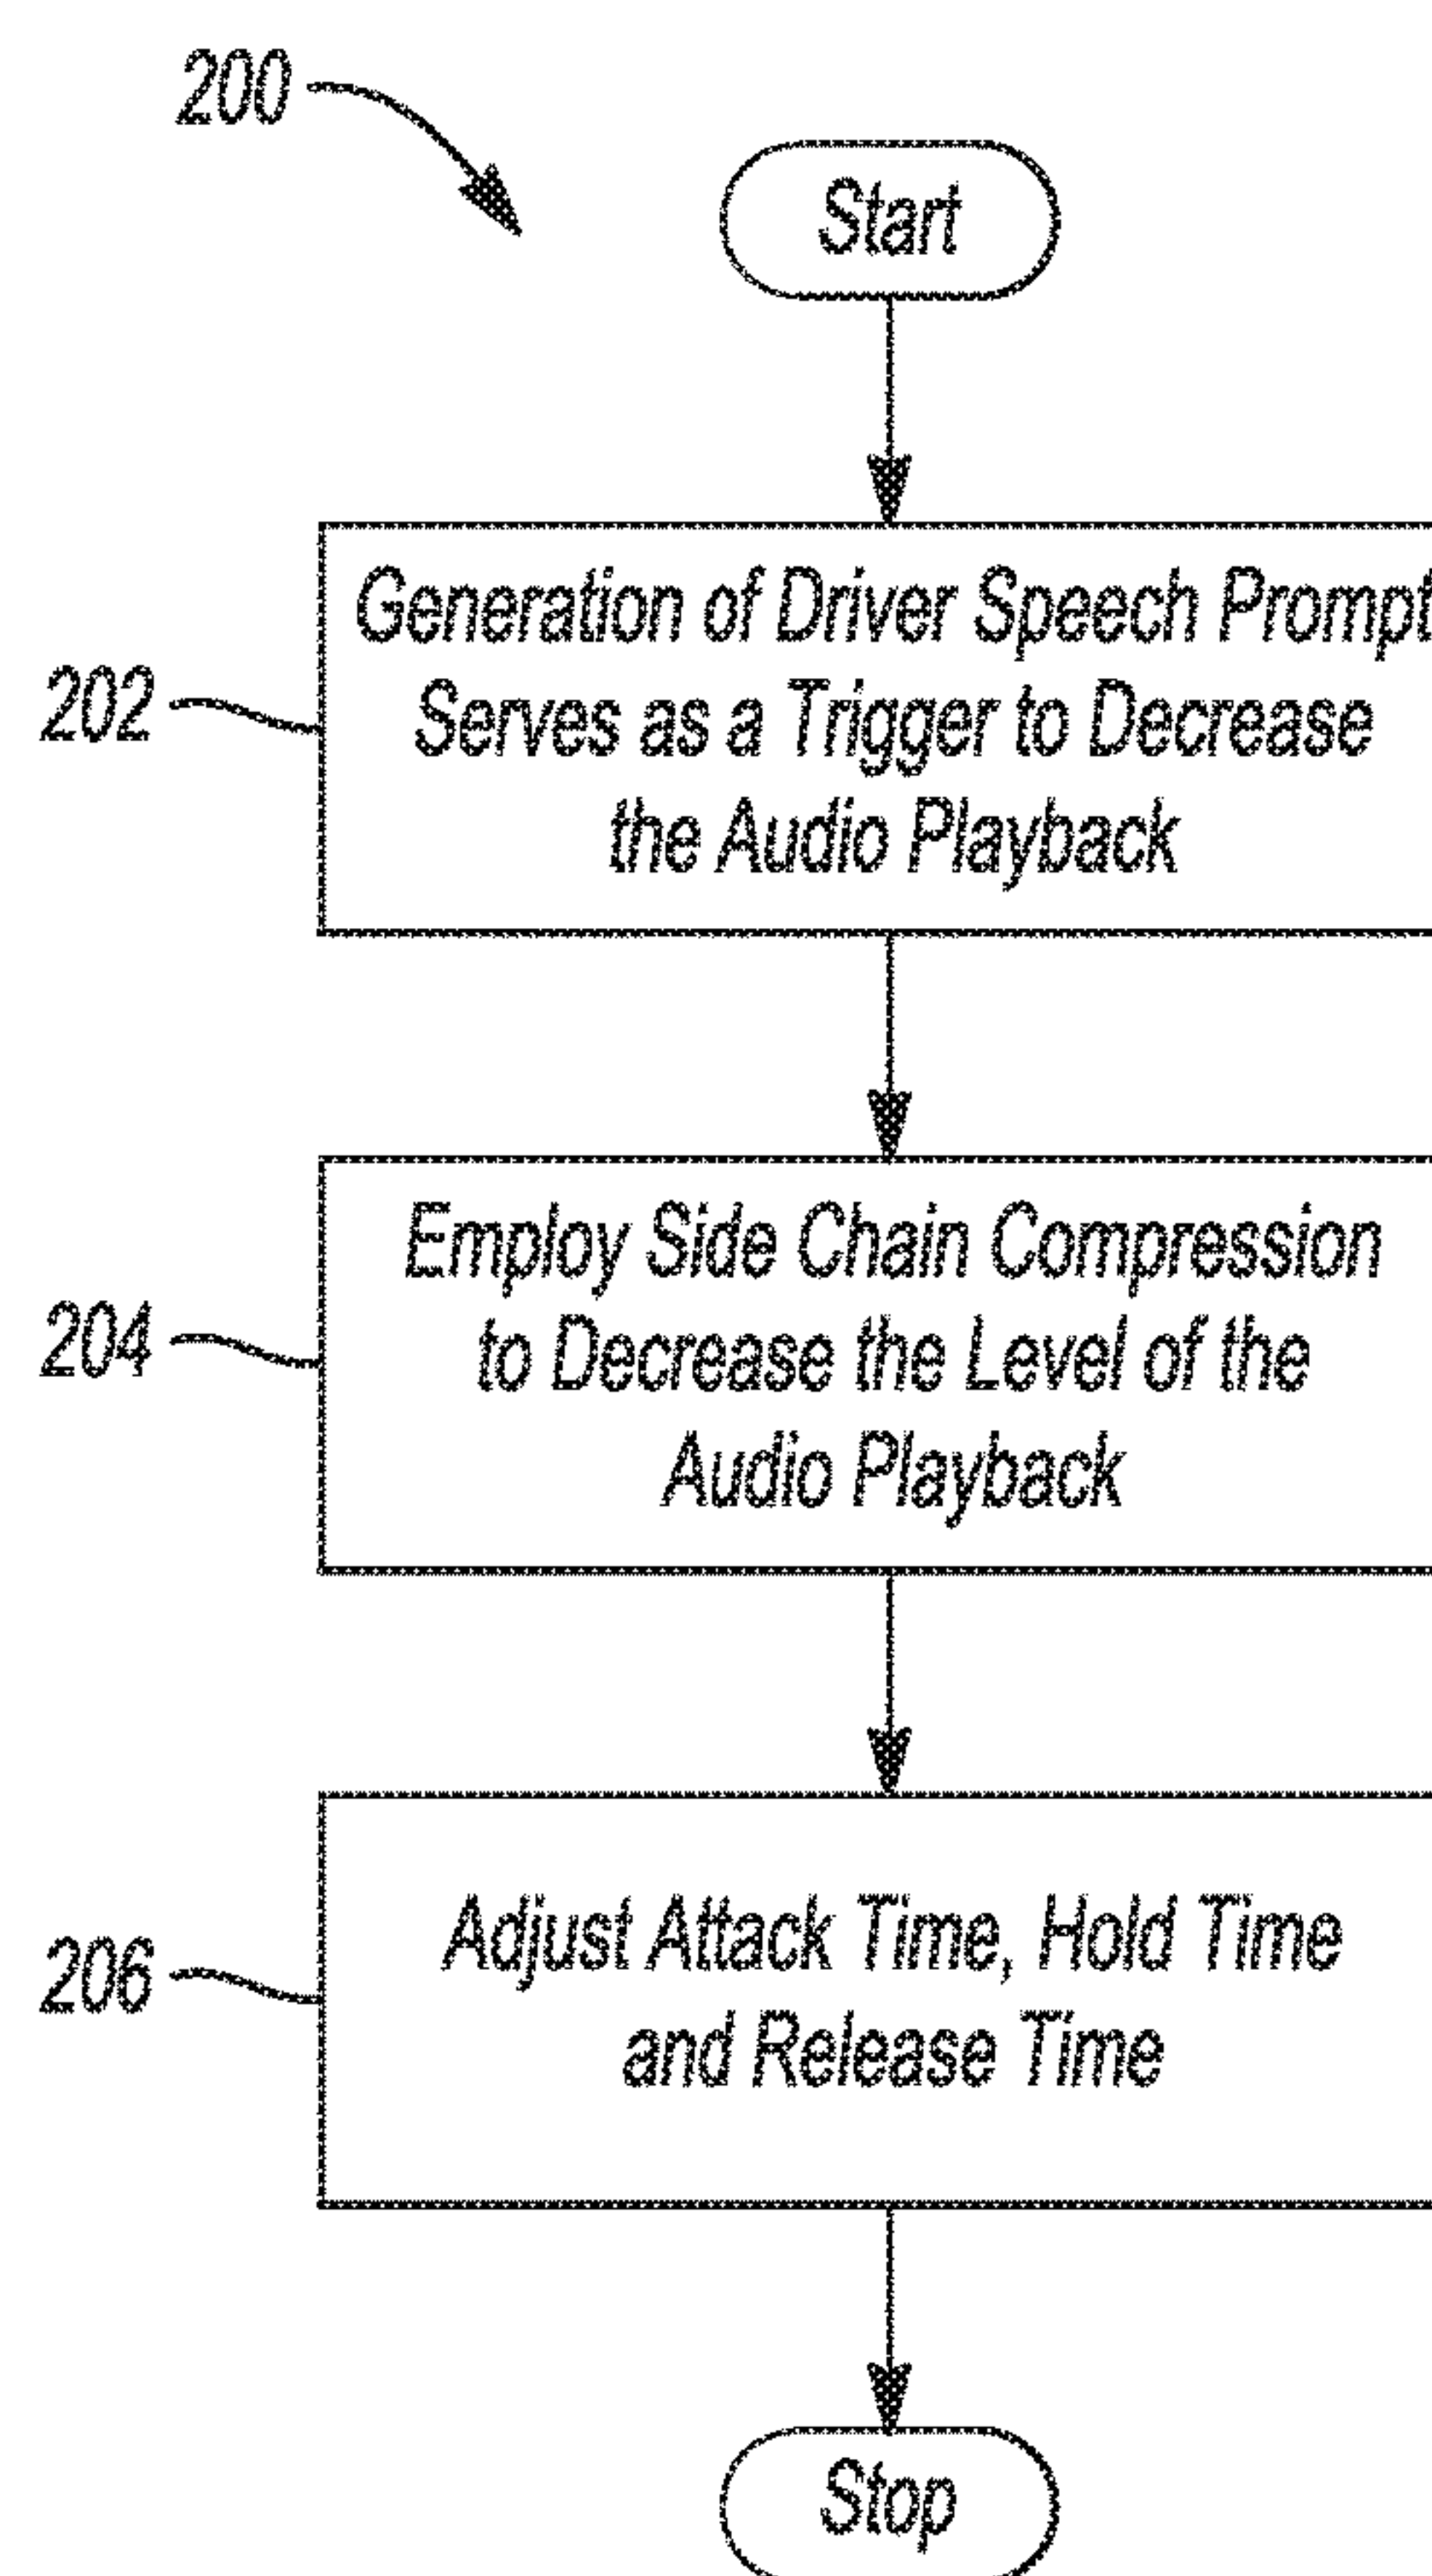 200
Start
Generation of Driver Speech Prompt
202
Serves as a Trigger to Decrease
the Audio Playback
Employ Side Chain Compression
204
to Decrease the Level of the
Audio Playback
Adjust Attack Time, Hold Time
206
and Release Time
Stop